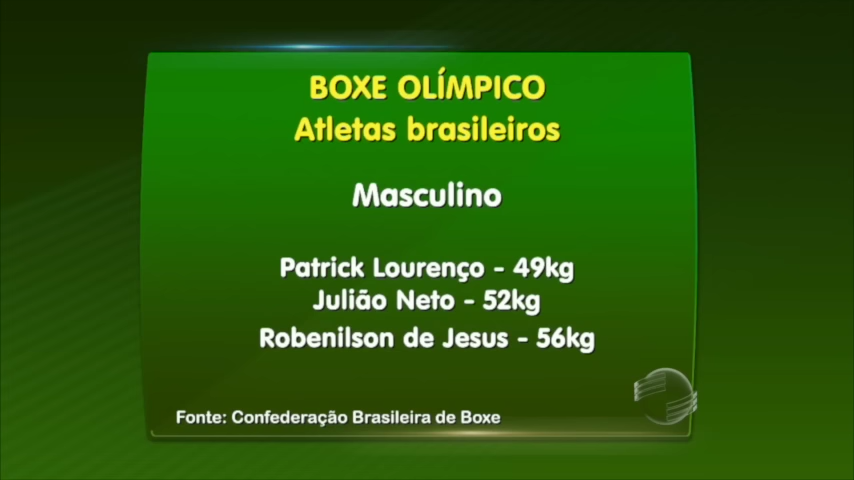 BOXE OLÍMPICO
Atletas brasileiros
Masculino
Patrick Lourenço - 49kg
Julião Neto - 52kg
Robenilson de Jesus - 56kg
Fonte: Confederação Brasileira de Boxe